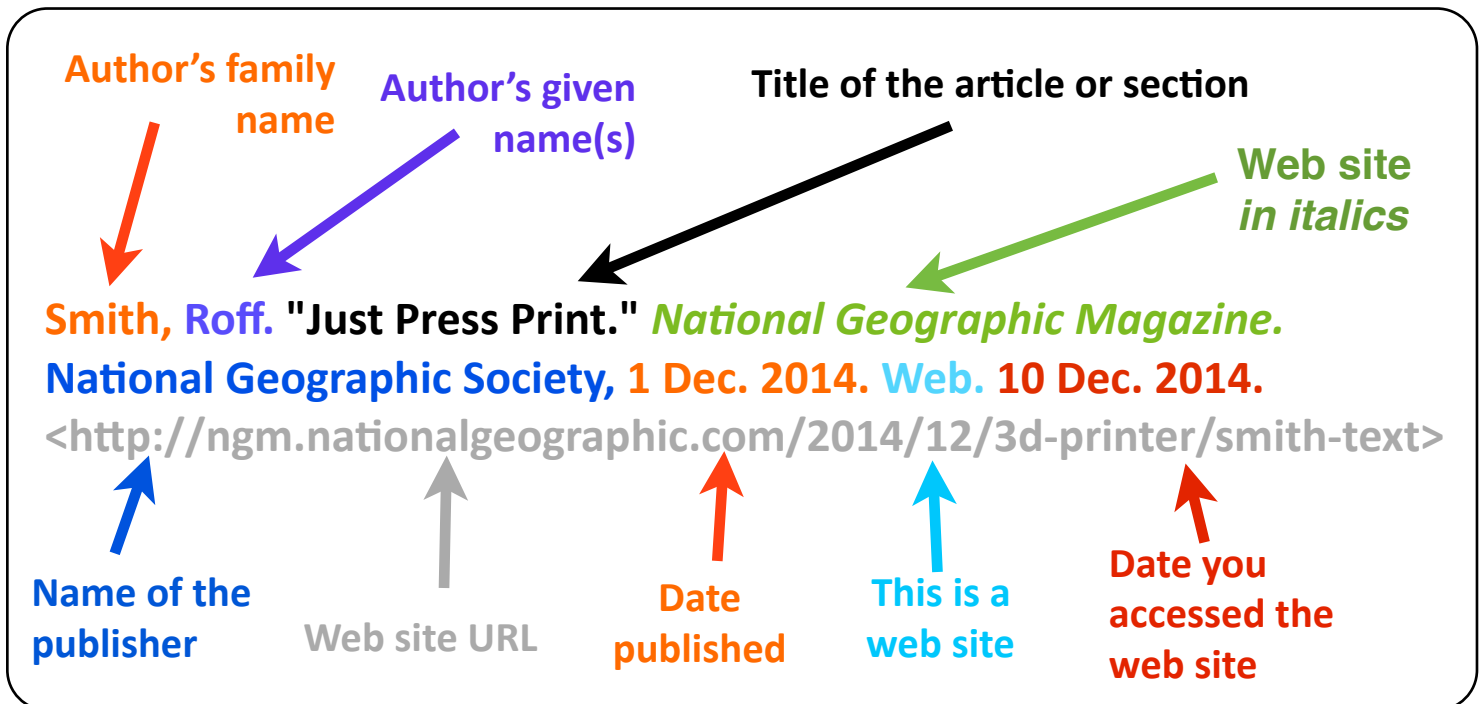 Author’s family
name
Author’s given
name(s)
Title of the article or section
Web site
in italics
Smith, Roff. "Just Press Print." National Geographic Magazine.
National Geographic Society, 1 Dec. 2014. Web. 10 Dec. 2014.
<http://ngm.nationalgeographic.com/2014/12/3d-printer/smith-text>
Name of the
publisher
Web site URL
Date
published
This is a
web site
Date you
accessed the
web site